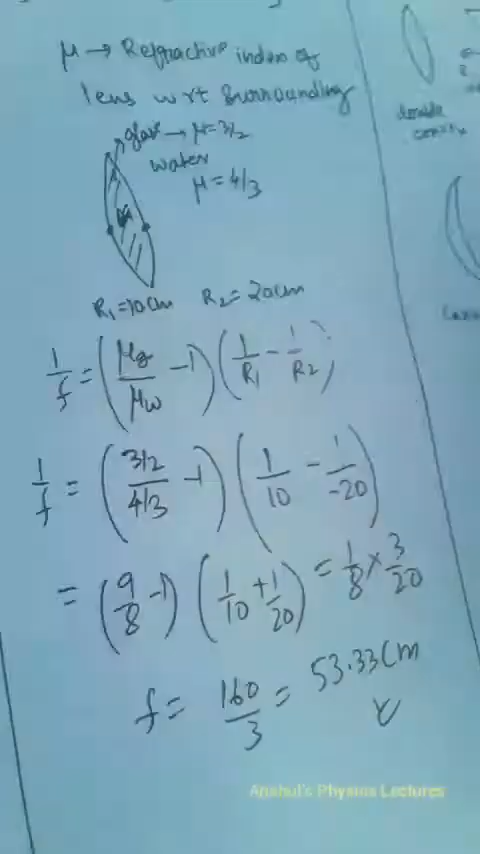 μ → Refractive index of
lens wrt surrounding
glass → μ=3/2
water
μ=4/3
R₁=10cm R₂=20cm
1/f = (μg/μw - 1)(1/R₁ - 1/R₂)
1/f = ((3/2)/(4/3) - 1)(1/10 - 1/-20)
= (9/8 - 1)(1/10 + 1/20) = 1/8 × 3/20
f = 160/3 = 53.33cm
double
convex
Anshul's Physics Lectures